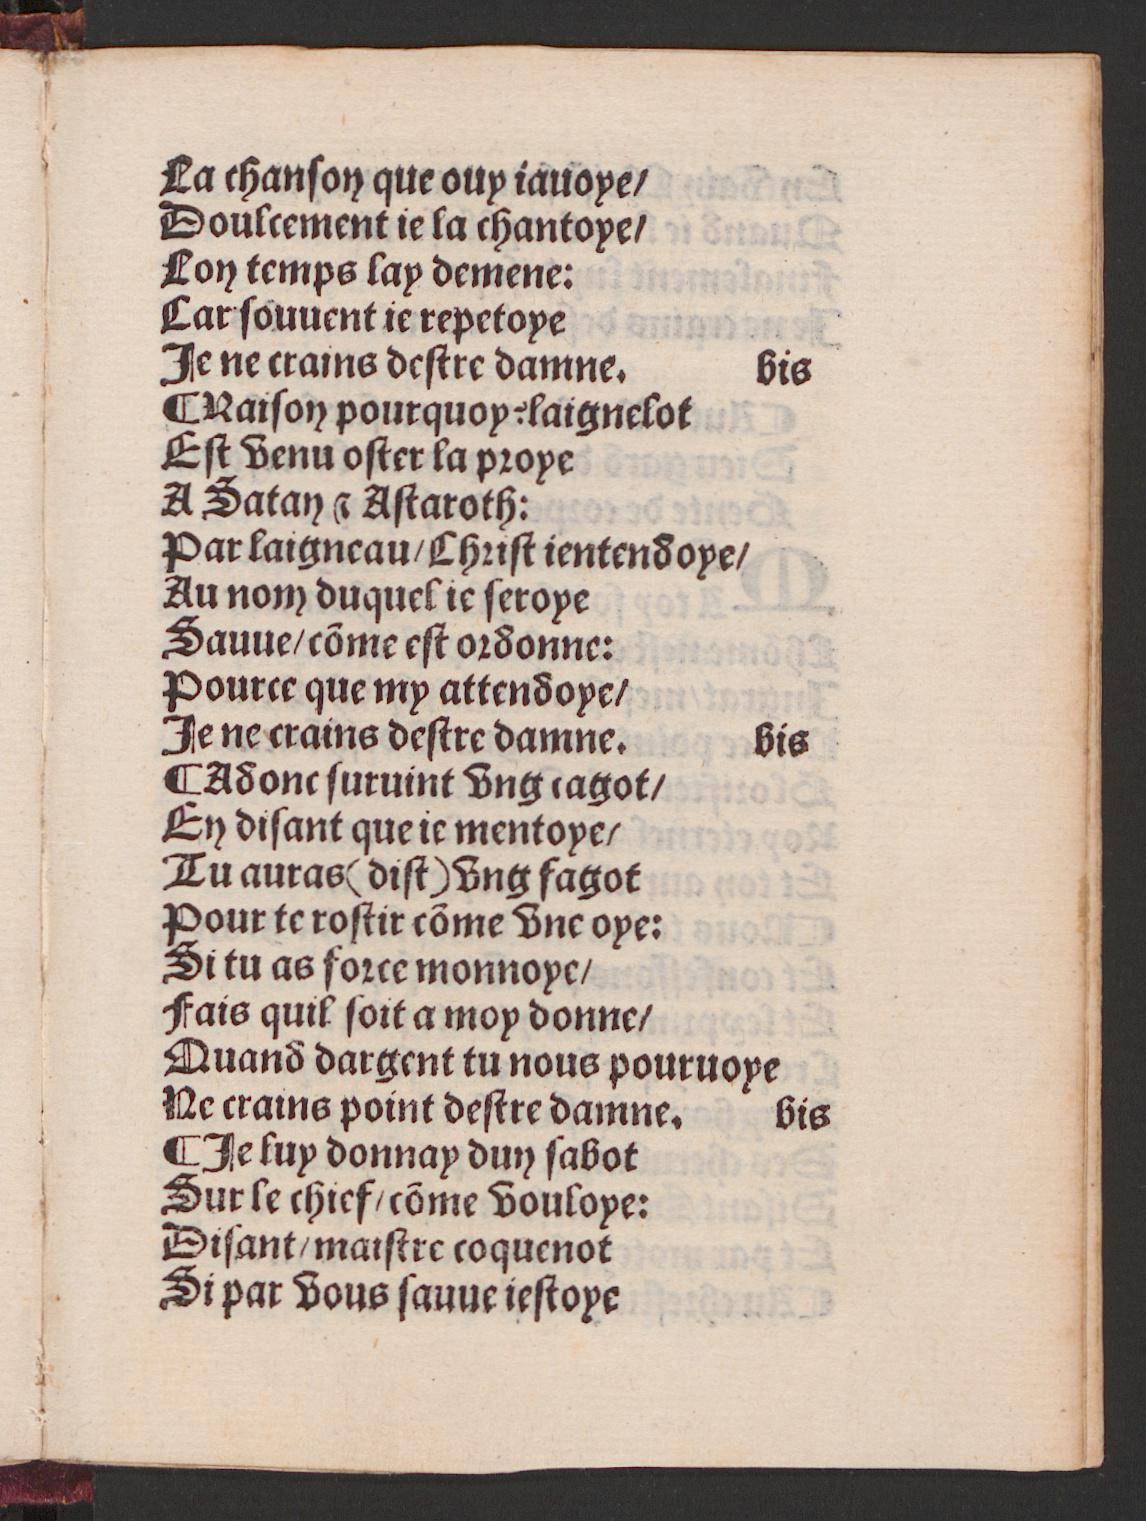 La chanson que ouy iauoye/
Doulcement ie la chantoye/
Lon temps lay demene:
Car souuent ie repetoye
Je ne crains destre damne. bis
¶Raison pourquoy?laignelot
Est venu oster la proye
A Satan ⁊ Astaroth:
Par laigneau/Christ ientendoye/
Au nom duquel ie seroye
Sauue/cõme est ordonne:
Pource que my attendoye/
Je ne crains destre damne. bis
¶Adonc suruint vng cagot/
En disant que ie mentoye/
Tu auras(dist)vng fagot
Pour te rostir cõme vne oye:
Si tu as force monnoye/
Fais quil soit a moy donne/
Quand dargent tu nous pouruoye
Ne crains point destre damne. bis
¶Je luy donnay dun sabot
Sur le chief/cõme vouloye:
Disant/maistre coquenot
Si par vous sauue iestoye